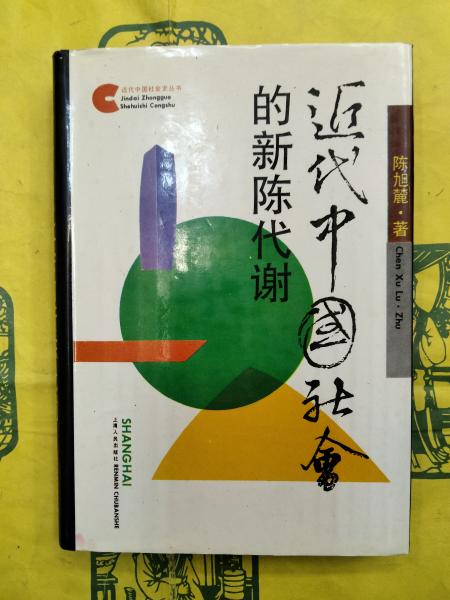 近代中国社会史丛书
Jindai Zhongguo
Shehuishi Congshu
近代中國社會
的新陈代谢
陈旭麓·著
Chen Xu Lu·Zhu
SHANGHAI
上海人民出版社 RENMIN CHUBANSHE